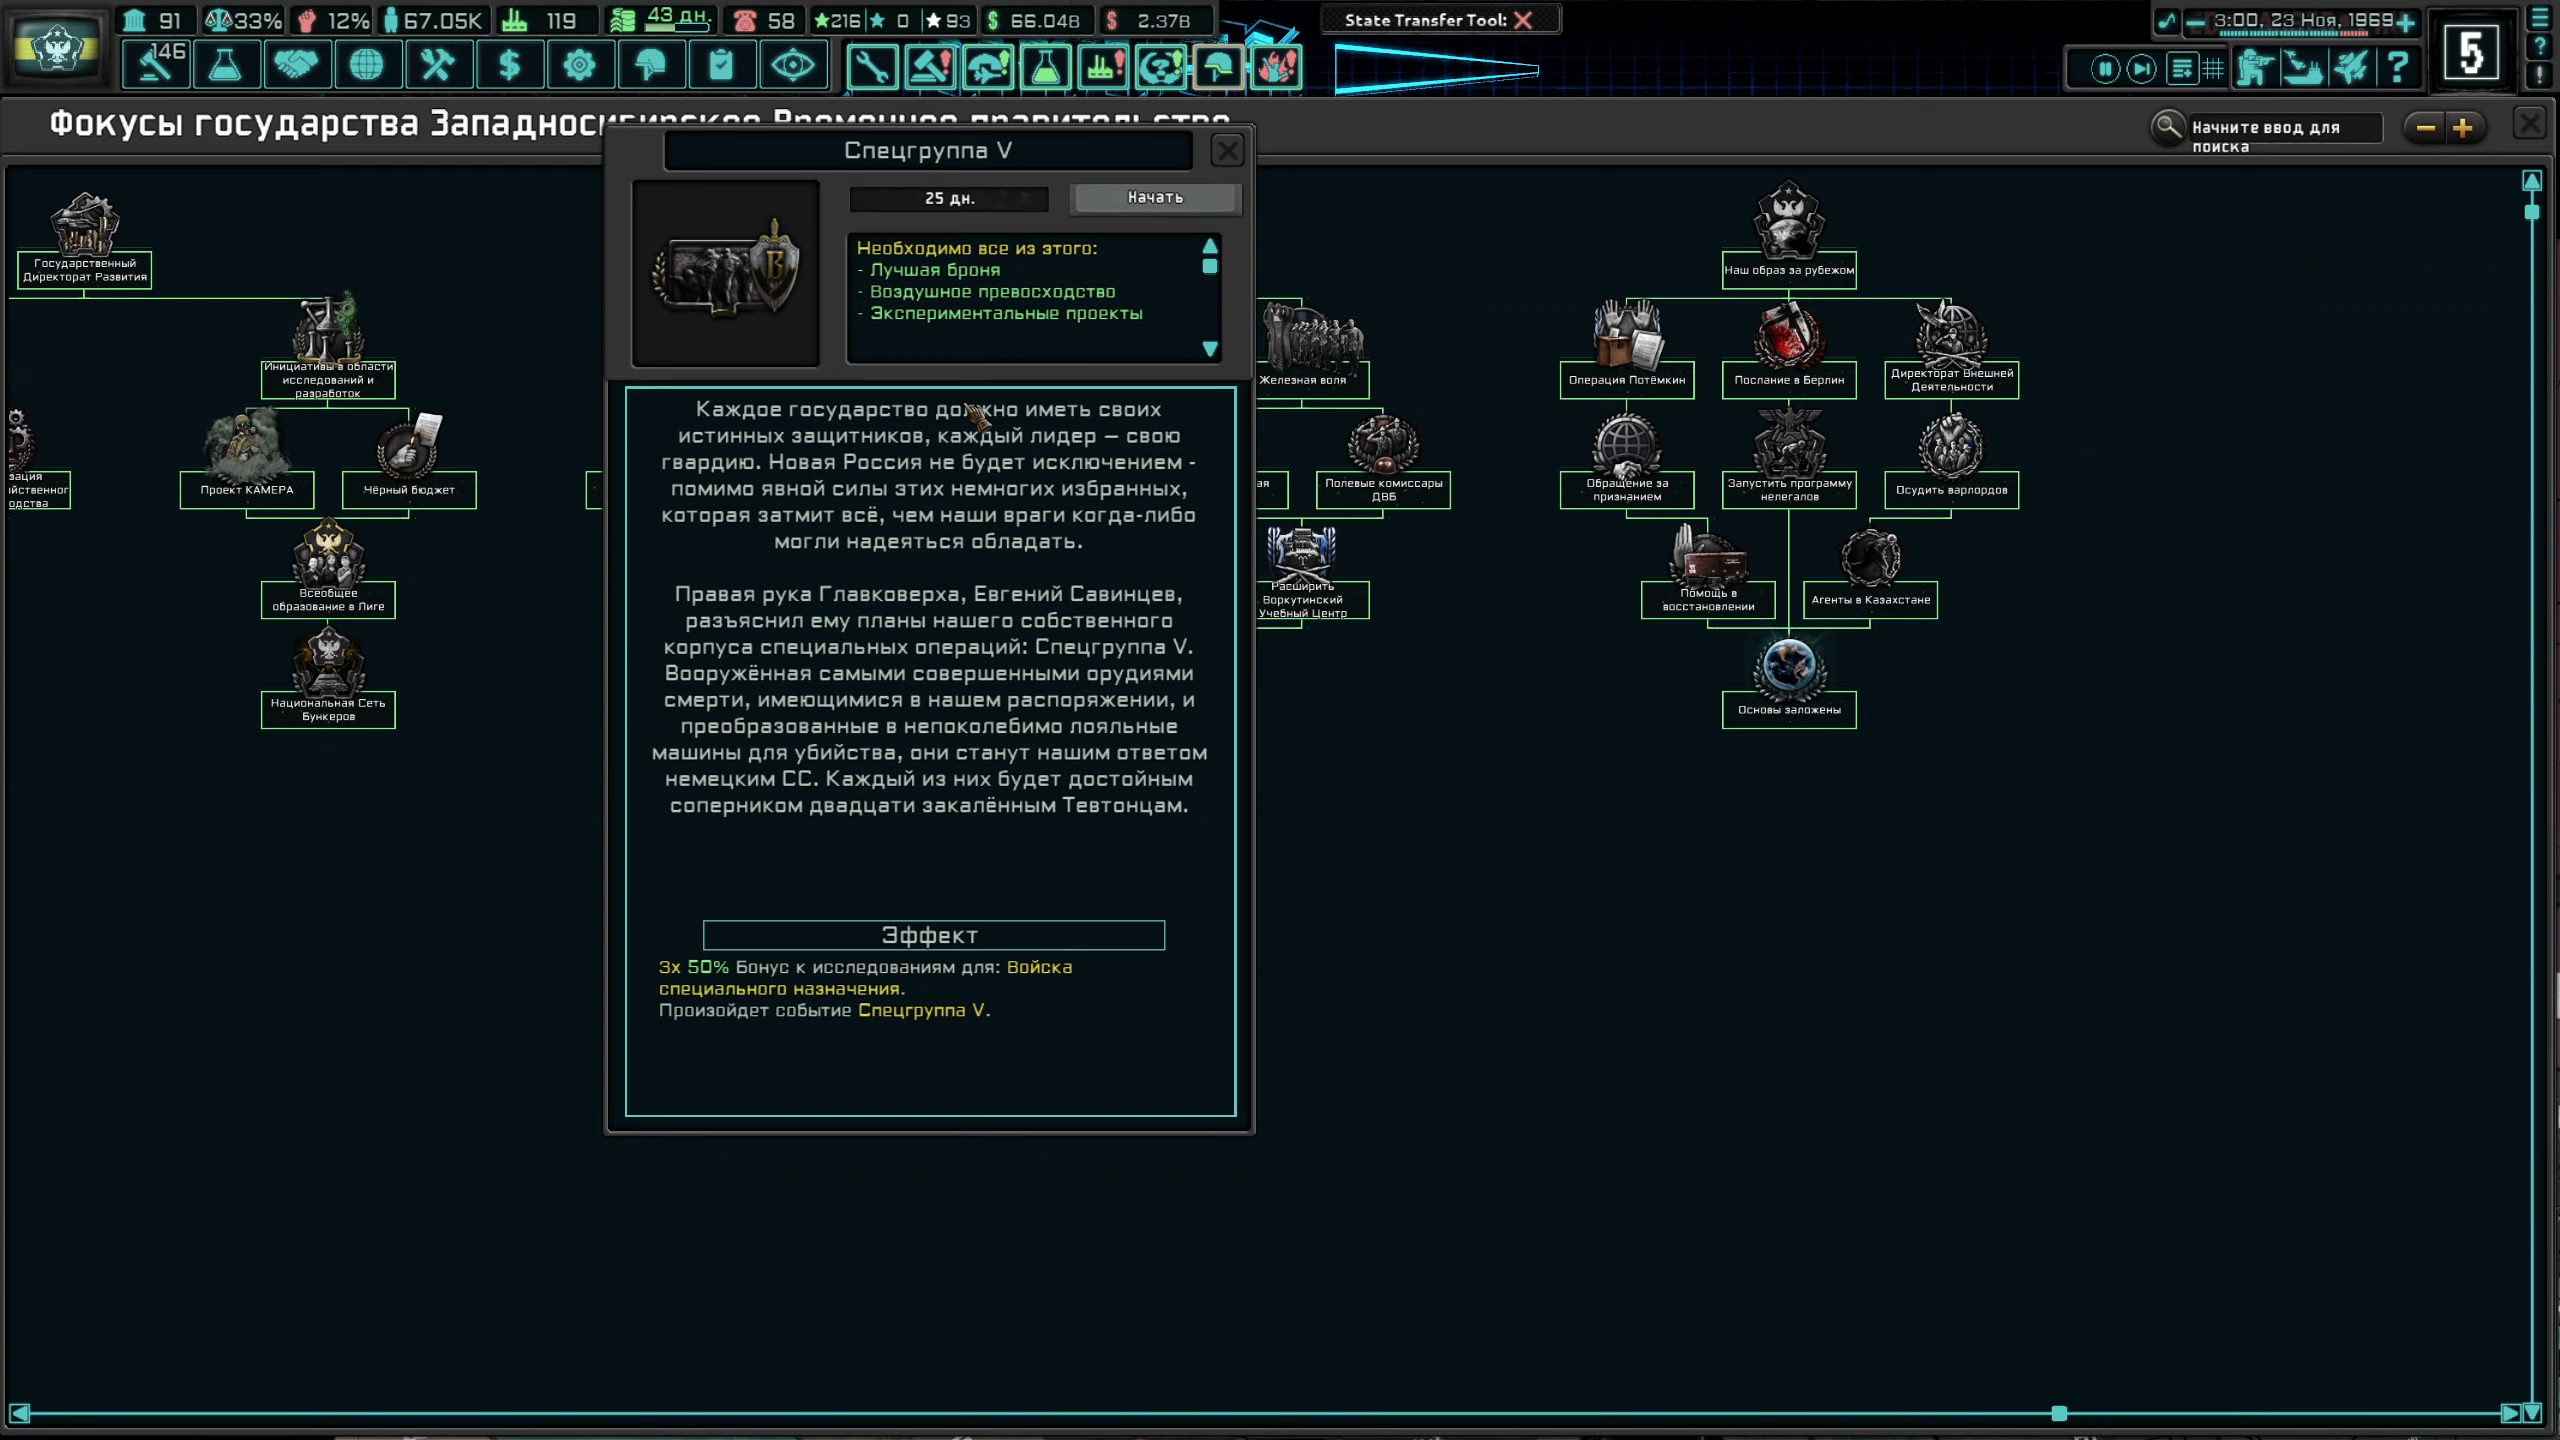 91
33%
12%
67.05K
119
43 дн.
58
216
0
93
66.04B
2.37B
State Transfer Tool:
3:00, 23 Ноя, 1969
5
146
Фокусы государства Западносибирское Временное правительство
Начните ввод для
поиска
Спецгруппа V
25 дн.
Начать
Необходимо все из этого:
- Лучшая броня
- Воздушное превосходство
- Экспериментальные проекты
Каждое государство должно иметь своих
истинных защитников, каждый лидер – свою
гвардию. Новая Россия не будет исключением -
помимо явной силы этих немногих избранных,
которая затмит всё, чем наши враги когда-либо
могли надеяться обладать.
Правая рука Главковерха, Евгений Савинцев,
разъяснил ему планы нашего собственного
корпуса специальных операций: Спецгруппа V.
Вооружённая самыми совершенными орудиями
смерти, имеющимися в нашем распоряжении, и
преобразованные в непоколебимо лояльные
машины для убийства, они станут нашим ответом
немецким СС. Каждый из них будет достойным
соперником двадцати закалённым Тевтонцам.
Эффект
3x 50% Бонус к исследованиям для: Войска
специального назначения.
Произойдет событие Спецгруппа V.
Государственный
Директорат Развития
Инициативы в области
исследований и
разработок
зация
йственног
одства
Проект КАМЕРА
Чёрный бюджет
Всеобщее
образование в Лиге
Национальная Сеть
Бункеров
Железная воля
ая
Полевые комиссары
ДВБ
Расширить
Воркутинский
Учебный Центр
Наш образ за рубежом
Операция Потёмкин
Послание в Берлин
Директорат Внешней
Деятельности
Обращение за
признанием
Запустить программу
нелегалов
Осудить варлордов
Помощь в
восстановлении
Агенты в Казахстане
Основы заложены